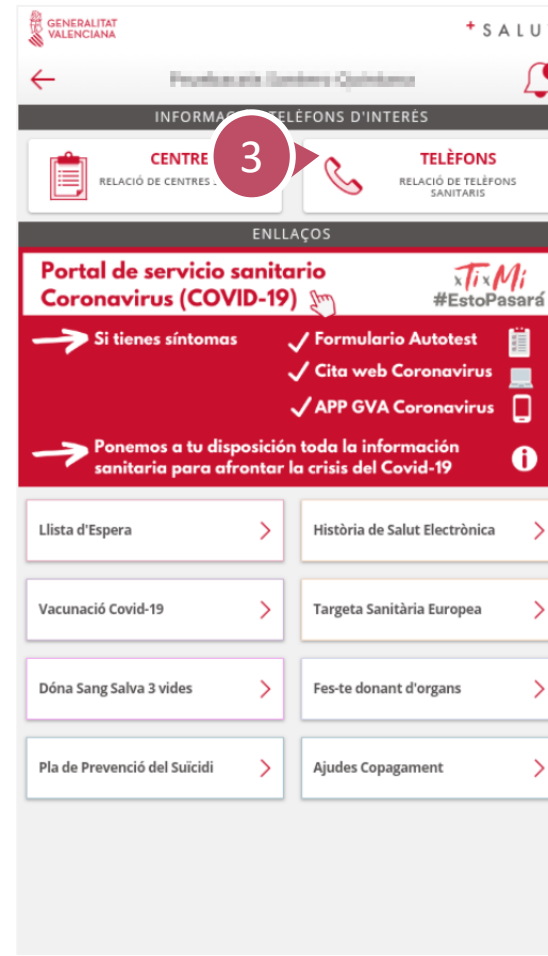 GENERALITAT
VALENCIANA
+ S A L U
INFORMA TELÈFONS D'INTERÉS
3
CENTRE
RELACIÓ DE CENTRES
TELÈFONS
RELACIÓ DE TELÈFONS
SANITARIS
ENLLAÇOS
Portal de servicio sanitario
Coronavirus (COVID-19)
xTixMi
#EstoPasará
Si tienes síntomas
Formulario Autotest
Cita web Coronavirus
APP GVA Coronavirus
Ponemos a tu disposición toda la información
sanitaria para afrontar la crisis del Covid-19
Llista d'Espera
Història de Salut Electrònica
Vacunació Covid-19
Targeta Sanitària Europea
Dóna Sang Salva 3 vides
Fes-te donant d'organs
Pla de Prevenció del Suïcidi
Ajudes Copagament